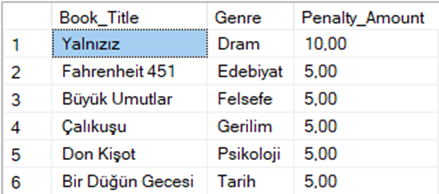 Book_Title Genre Penalty_Amount
1 Yalnızız Dram 10,00
2 Fahrenheit 451 Edebiyat 5,00
3 Büyük Umutlar Felsefe 5,00
4 Çalıkuşu Gerilim 5,00
5 Don Kişot Psikoloji 5,00
6 Bir Düğün Gecesi Tarih 5,00